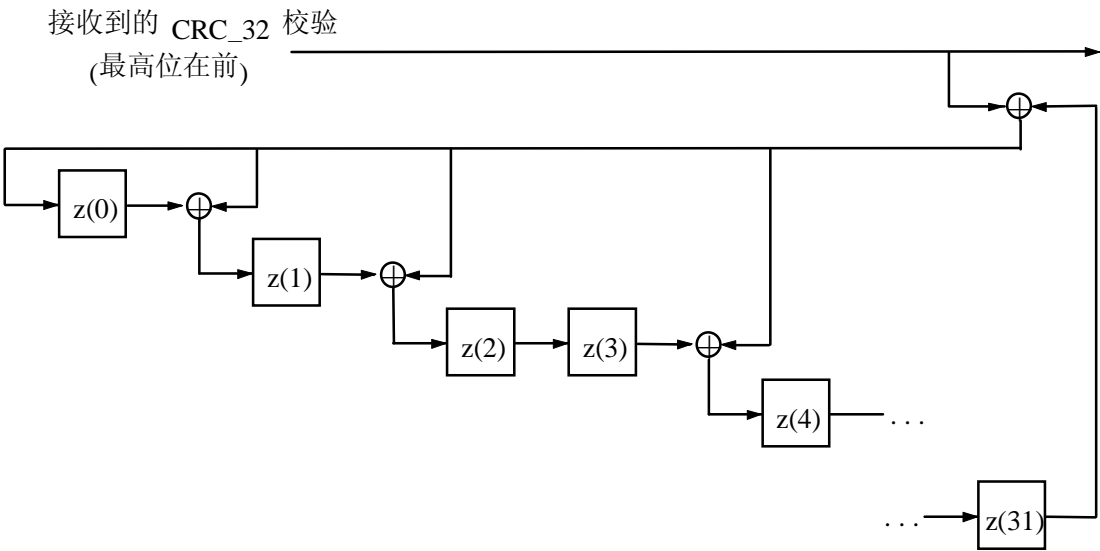 接收到的 CRC_32 校验
(最高位在前)
z(0)
z(1)
z(2)
z(3)
z(4)
...
...
z(31)